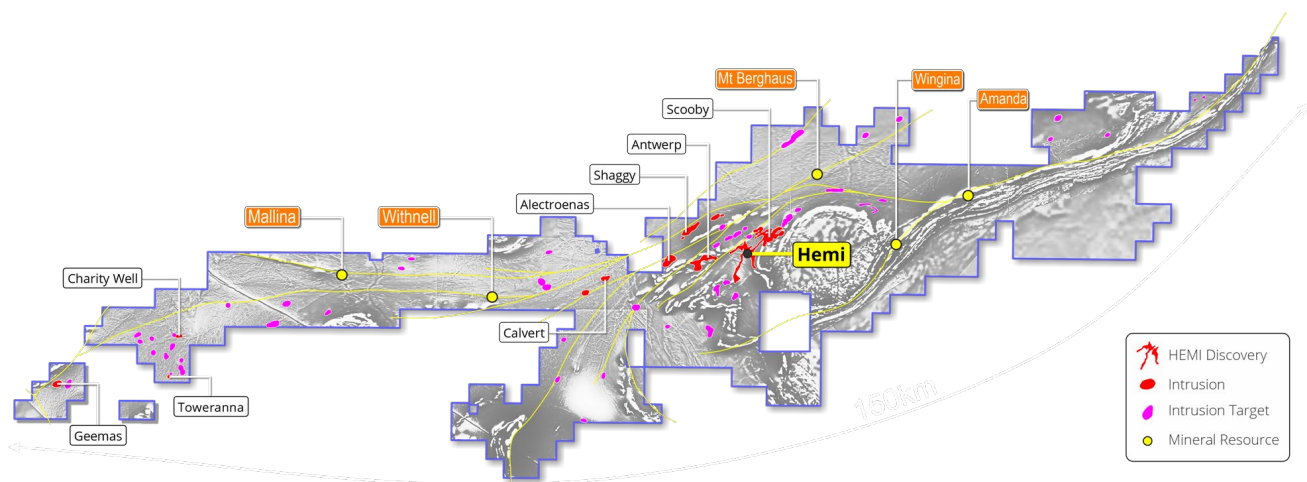 Mt Berghaus
Wingina
Amanda
Scooby
Antwerp
Shaggy
Alectroenas
Mallina
Withnell
Hemi
Charity Well
Calvert
Toweranna
Geemas
150km
HEMI Discovery
Intrusion
Intrusion Target
Mineral Resource